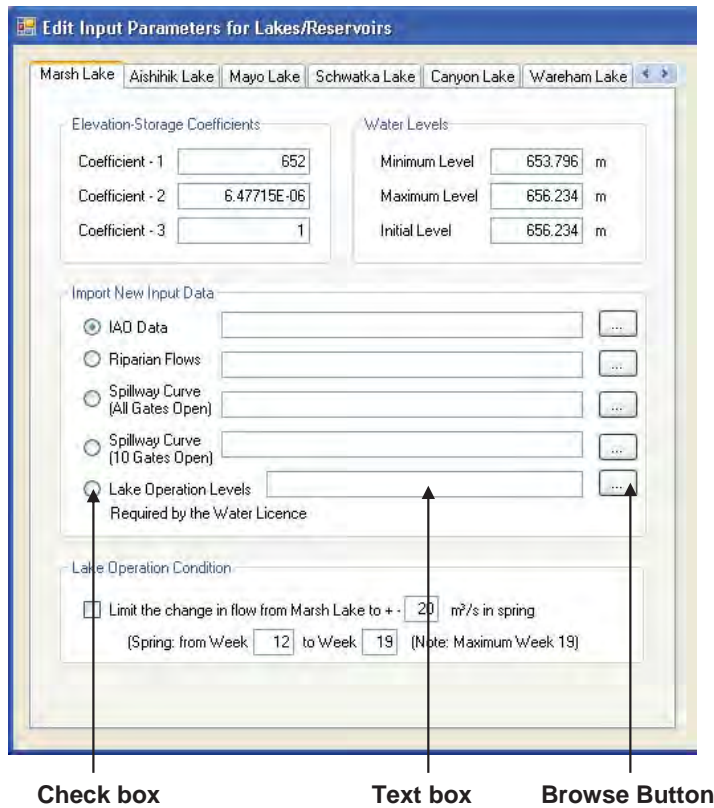 Edit Input Parameters for Lakes/Reservoirs
Marsh Lake Aishihik Lake Mayo Lake Schwatka Lake Canyon Lake Wareham Lake
Elevation-Storage Coefficients
Coefficient - 1 652
Coefficient - 2 6.47715E-06
Coefficient - 3 1
Water Levels
Minimum Level 653.796 m
Maximum Level 656.234 m
Initial Level 656.234 m
Import New Input Data
IAO Data ...
Riparian Flows ...
Spillway Curve
(All Gates Open) ...
Spillway Curve
(10 Gates Open) ...
Lake Operation Levels ...
Required by the Water Licence
Lake Operation Condition
Limit the change in flow from Marsh Lake to + - 20 m³/s in spring
(Spring: from Week 12 to Week 19 (Note: Maximum Week 19)
Check box Text box Browse Button